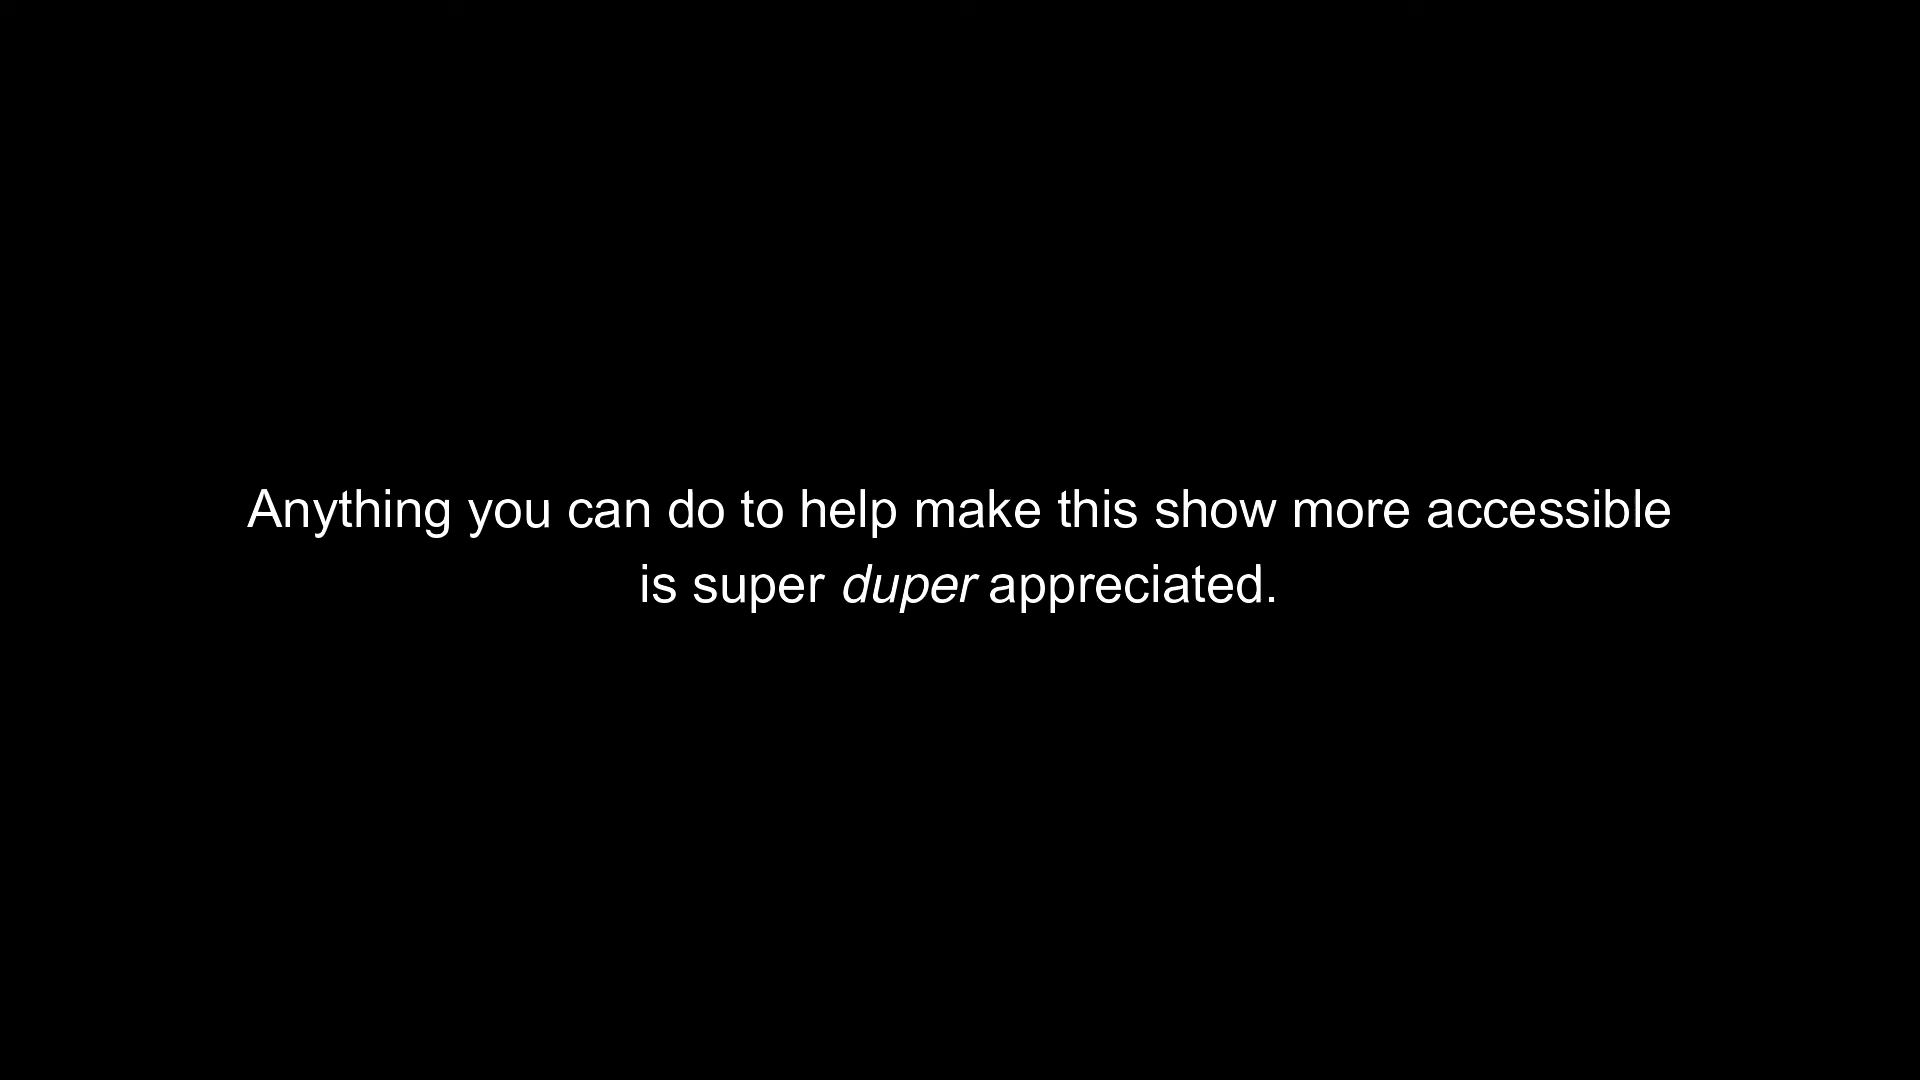 Anything you can do to help make this show more accessible
is super duper appreciated.